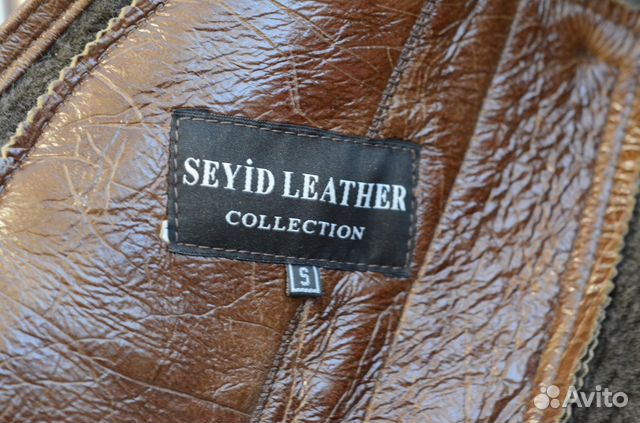 SEYİD LEATHER
COLLECTION
S
Avito